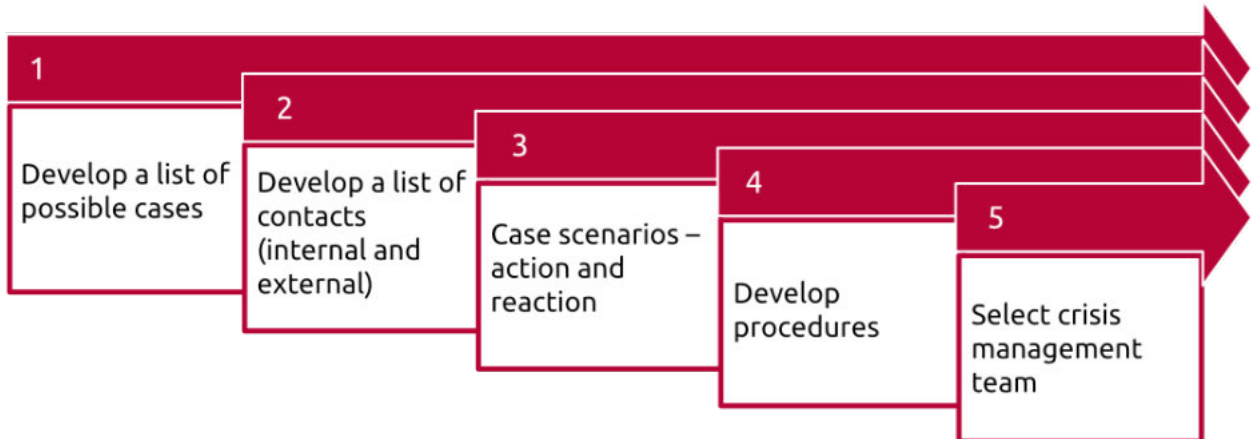 1
Develop a list of
possible cases
2
Develop a list of
contacts
(internal and
external)
3
Case scenarios –
action and
reaction
4
Develop
procedures
5
Select crisis
management
team